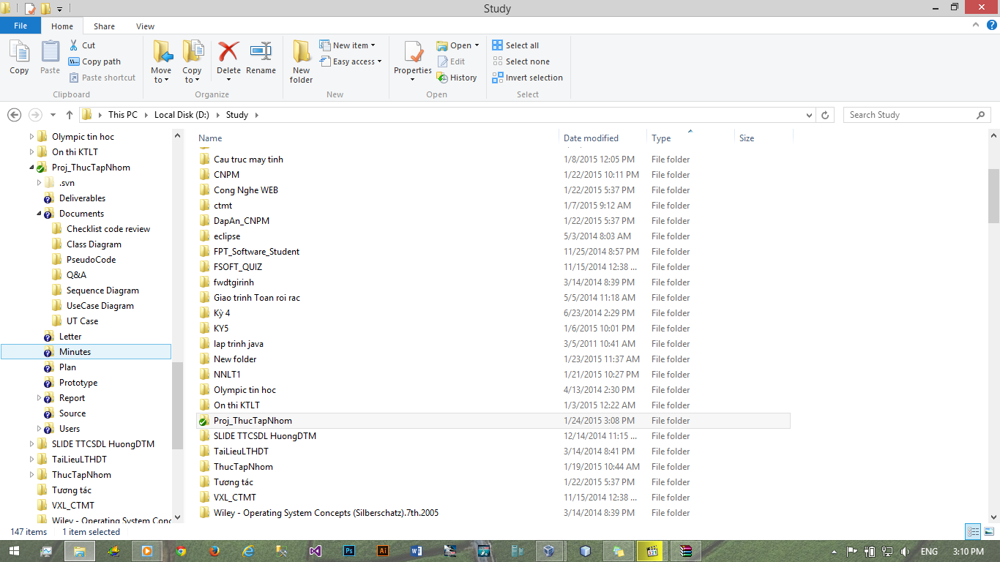 Study
File Home Share View
Copy Paste Cut Copy path Paste shortcut Move to Copy to Delete Rename New folder New item Easy access Properties Open Edit History Select all Select none Invert selection
Clipboard Organize New Open Select
This PC Local Disk (D:) Study Search Study
Olympic tin hoc
On thi KTLT
Proj_ThucTapNhom
.svn
Deliverables
Documents
Checklist code review
Class Diagram
PseudoCode
Q&A
Sequence Diagram
UseCase Diagram
UT Case
Letter
Minutes
Plan
Prototype
Report
Source
Users
SLIDE TTCSDL HuongDTM
TaiLieuLTHDT
ThucTapNhom
Tương tác
VXL_CTMT
Wiley - Operating System Conc
Name Date modified Type Size
Cau truc may tinh 1/8/2015 12:05 PM File folder
CNPM 1/22/2015 10:11 PM File folder
Cong Nghe WEB 1/22/2015 5:37 PM File folder
ctmt 1/7/2015 9:12 AM File folder
DapAn_CNPM 1/22/2015 5:37 PM File folder
eclipse 5/3/2014 8:03 AM File folder
FPT_Software_Student 11/25/2014 8:57 PM File folder
FSOFT_QUIZ 11/15/2014 12:38 ... File folder
fwdtgirinh 3/14/2014 8:39 PM File folder
Giao trinh Toan roi rac 5/5/2014 11:18 AM File folder
Kỳ 4 6/23/2014 2:29 PM File folder
KY5 1/6/2015 10:01 PM File folder
lap trinh java 3/5/2011 10:41 AM File folder
New folder 1/23/2015 11:37 AM File folder
NNLT1 1/21/2015 10:27 PM File folder
Olympic tin hoc 4/13/2014 2:30 PM File folder
On thi KTLT 1/3/2015 12:22 AM File folder
Proj_ThucTapNhom 1/24/2015 3:08 PM File folder
SLIDE TTCSDL HuongDTM 12/14/2014 11:15 ... File folder
TaiLieuLTHDT 3/14/2014 8:41 PM File folder
ThucTapNhom 1/19/2015 10:44 AM File folder
Tương tác 1/22/2015 5:37 PM File folder
VXL_CTMT 11/15/2014 12:38 ... File folder
Wiley - Operating System Concepts (Silberschatz).7th.2005 3/14/2014 8:39 PM File folder
147 items 1 item selected
Ps Ai ENG 3:10 PM